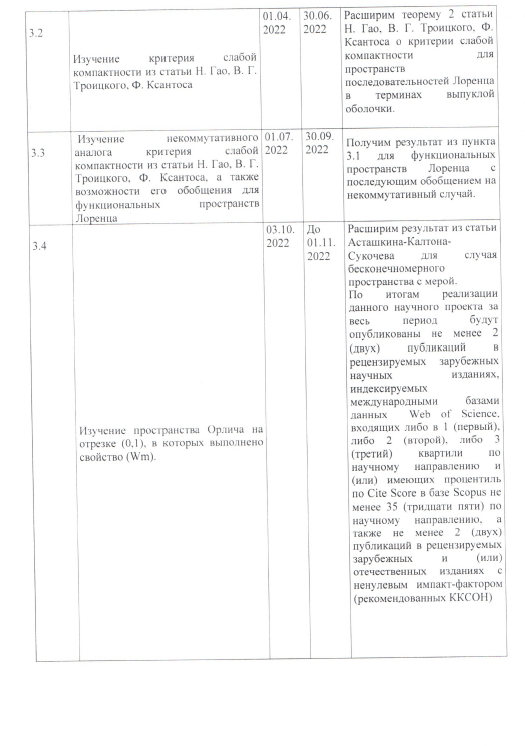 3.2
Изучение критерия слабой
компактности из статьи Н. Гао, В. Г.
Троицкого, Ф. Ксантоса
01.04.
2022
30.06.
2022
Расширим теорему 2 статьи
Н. Гао, В. Г. Троицкого, Ф.
Ксантоса о критерии слабой
компактности для
пространств
последовательностей Лоренца
в терминах выпуклой
оболочки.
3.3
Изучение некоммутативного
аналога критерия слабой
компактности из статьи Н. Гао, В. Г.
Троицкого, Ф. Ксантоса, а также
возможности его обобщения для
функциональных пространств
Лоренца
01.07.
2022
30.09.
2022
Получим результат из пункта
3.1 для функциональных
пространств Лоренца с
последующим обобщением на
некоммутативный случай.
3.4
Изучение пространства Орлича на
отрезке (0,1), в которых выполнено
свойство (Wm).
03.10.
2022
До
01.11.
2022
Расширим результат из статьи
Асташкина-Калтона-
Сукочева для случая
бесконечномерного
пространства с мерой.
По итогам реализации
данного научного проекта за
весь период будут
опубликованы не менее 2
(двух) публикаций в
рецензируемых зарубежных
научных изданиях,
индексируемых
международными базами
данных Web of Science,
входящих либо в 1 (первый),
либо 2 (второй), либо 3
(третий) квартили по
научному направлению и
(или) имеющих процентиль
по Cite Score в базе Scopus не
менее 35 (тридцати пяти) по
научному направлению, а
также не менее 2 (двух)
публикаций в рецензируемых
зарубежных и (или)
отечественных изданиях с
ненулевым импакт-фактором
(рекомендованных ККСОН)